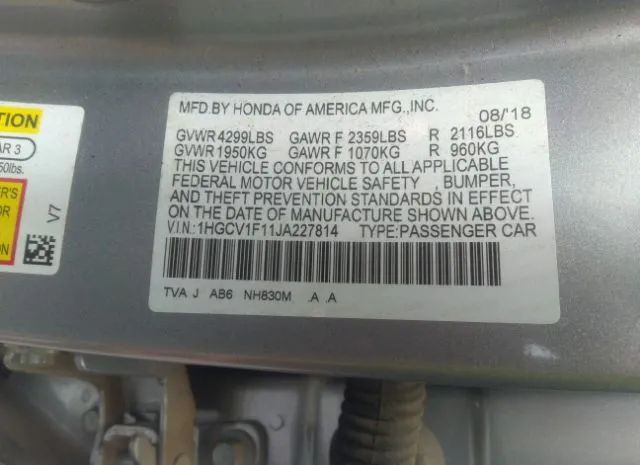 TION
AR 3
50lbs.
R'S
OR
V7
MFD.BY HONDA OF AMERICA MFG.,INC. 08/'18
GVWR 4299LBS GAWR F 2359LBS R 2116LBS
GVWR 1950KG GAWR F 1070KG R 960KG
THIS VEHICLE CONFORMS TO ALL APPLICABLE
FEDERAL MOTOR VEHICLE SAFETY , BUMPER,
AND THEFT PREVENTION STANDARDS IN EFFECT
ON THE DATE OF MANUFACTURE SHOWN ABOVE.
V.I.N.:1HGCV1F11JA227814 TYPE:PASSENGER CAR
TVA J AB6 NH830M .A .A